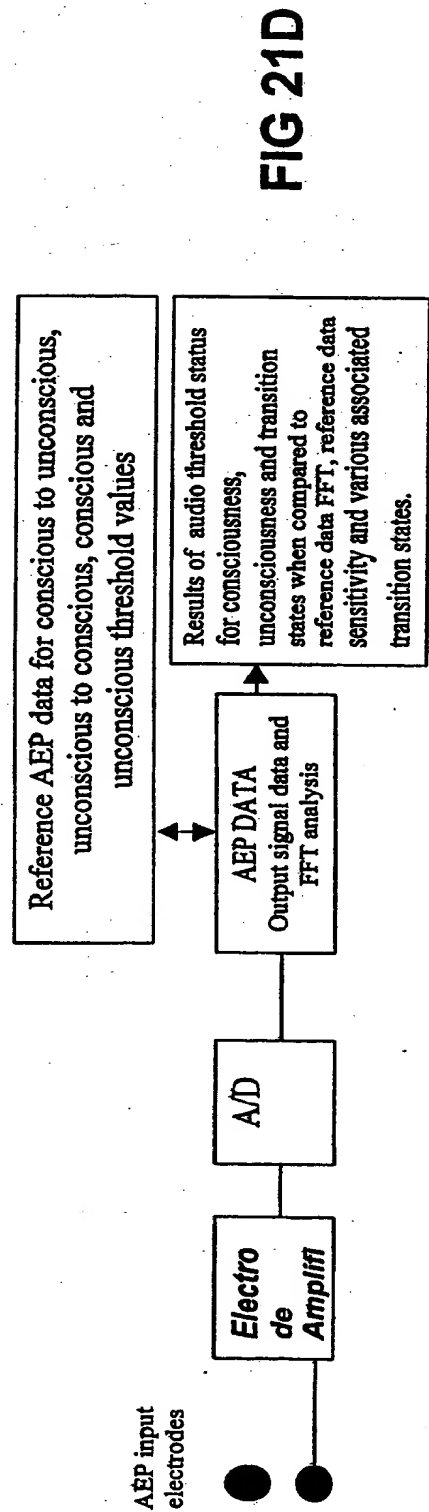 AEP input
electrodes
Electro
de
Amplifi
A/D
AEP DATA
Output signal data and
FFT analysis
Reference AEP data for conscious to unconscious,
unconscious to conscious, conscious and
unconscious threshold values
Results of audio threshold status
for consciousness,
unconsciousness and transition
states when compared to
reference data FFT, reference data
sensitivity and various associated
transition states.
FIG 21D